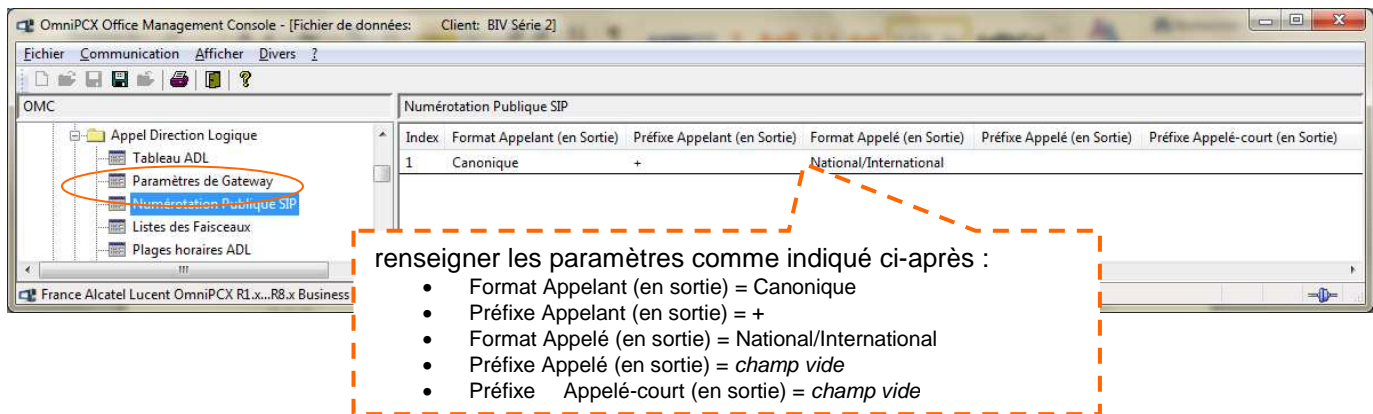 OmniPCX Office Management Console - [Fichier de données: Client: BIV Série 2]
Fichier Communication Afficher Divers ?
OMC
Numérotation Publique SIP
Appel Direction Logique
Tableau ADL
Paramètres de Gateway
Numérotation Publique SIP
Listes des Faisceaux
Plages horaires ADL
Index Format Appelant (en Sortie) Préfixe Appelant (en Sortie) Format Appelé (en Sortie) Préfixe Appelé (en Sortie) Préfixe Appelé-court (en Sortie)
1 Canonique + National/International
France Alcatel Lucent OmniPCX R1.x...R8.x Business
renseigner les paramètres comme indiqué ci-après :
• Format Appelant (en sortie) = Canonique
• Préfixe Appelant (en sortie) = +
• Format Appelé (en sortie) = National/International
• Préfixe Appelé (en sortie) = champ vide
• Préfixe Appelé-court (en sortie) = champ vide